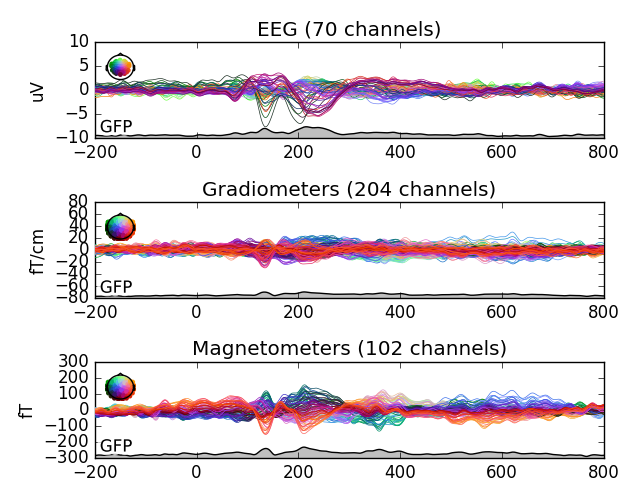 EEG (70 channels)
10
5
0
−5
−10
uV
GFP
−200 0 200 400 600 800
Gradiometers (204 channels)
80
60
40
20
0
−20
−40
−60
−80
fT/cm
GFP
−200 0 200 400 600 800
Magnetometers (102 channels)
300
200
100
0
−100
−200
−300
fT
GFP
−200 0 200 400 600 800